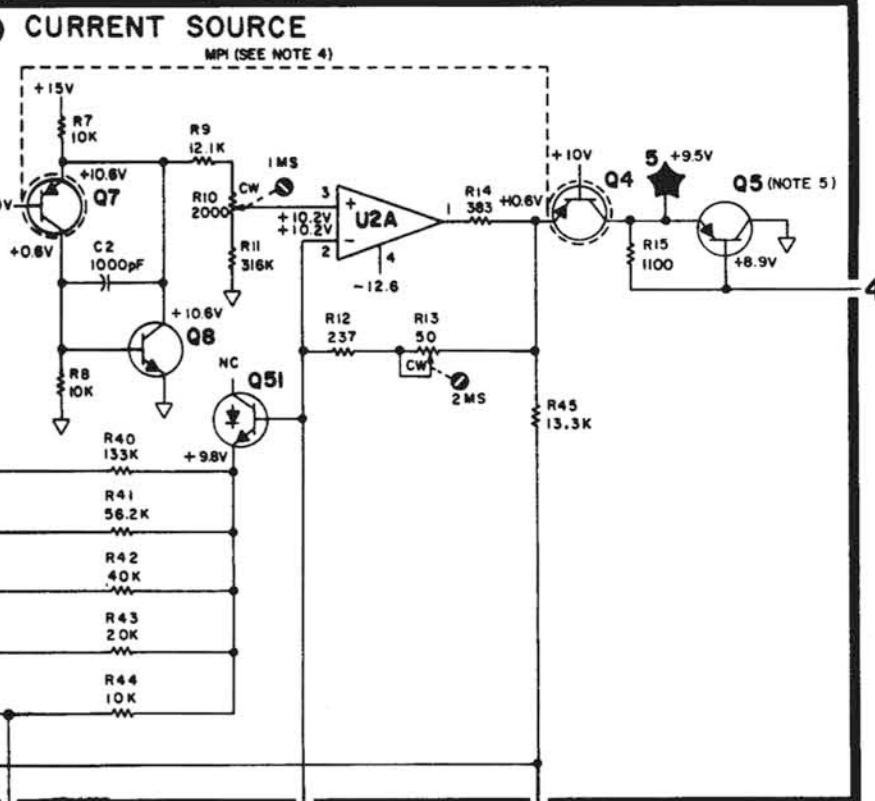 CURRENT SOURCE
MPI (SEE NOTE 4)
+15V
R7
10K
+10.6V
Q7
+0.6V
C2
1000pF
R8
10K
+10.6V
Q8
R9
12.1K
1MS
CW
R10
2000
R11
316K
3
+
+10.2V
+10.2V
-
2
U2A
1
4
-12.6
R14
383
+10.6V
+10V
Q4
5
+9.5V
Q5 (NOTE 5)
R15
1100
+8.9V
4
R12
237
R13
50
CW
2MS
NC
Q51
+9.8V
R45
13.3K
R40
133K
R41
56.2K
R42
40K
R43
20K
R44
10K